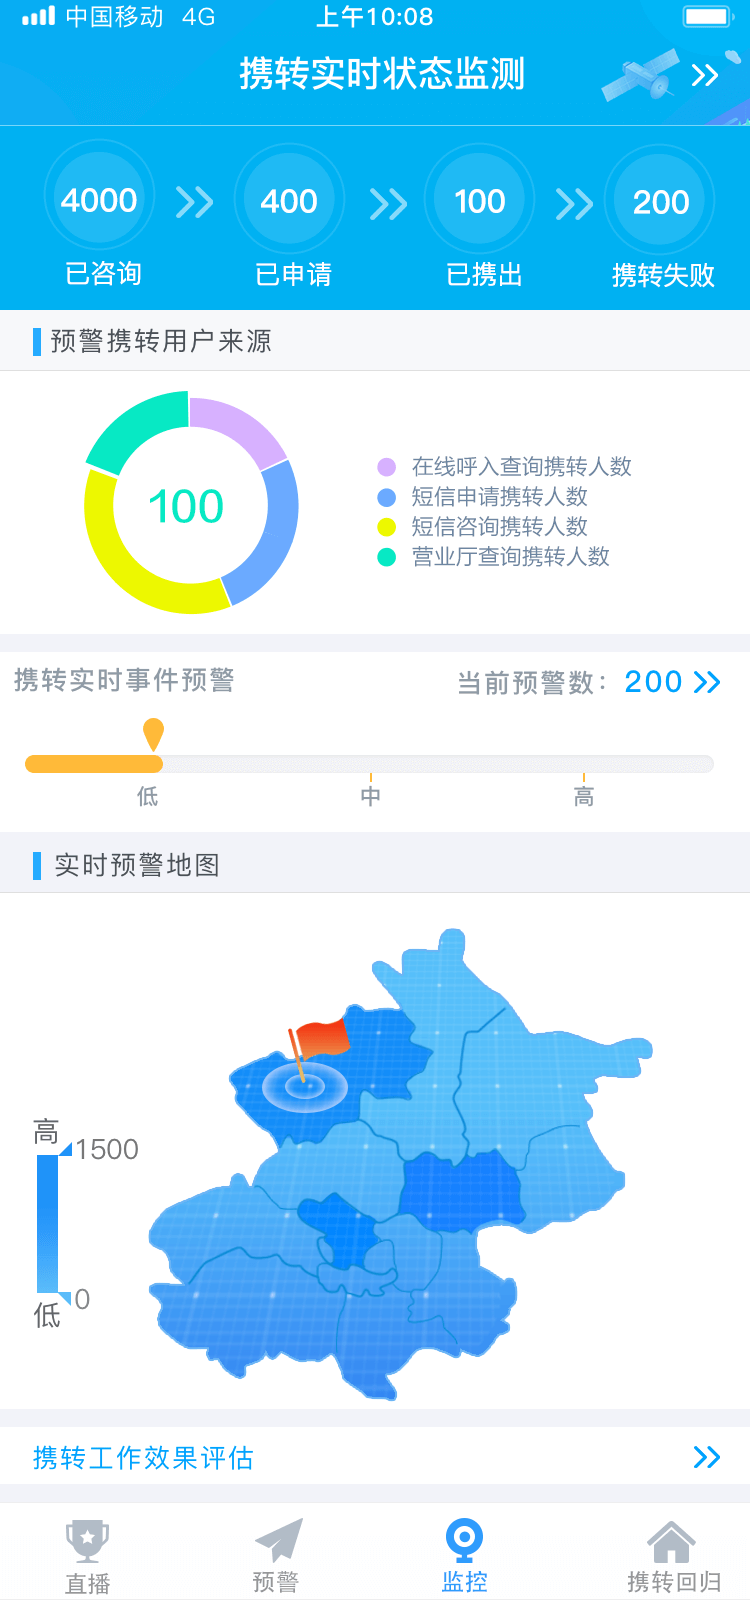 中国移动 4G 上午10:08
携转实时状态监测
4000 400 100 200
已咨询 已申请 已携出 携转失败
预警携转用户来源
100
在线呼入查询携转人数
短信申请携转人数
短信咨询携转人数
营业厅查询携转人数
携转实时事件预警 当前预警数：200
低 中 高
实时预警地图
高
1500
0
低
携转工作效果评估
直播 预警 监控 携转回归